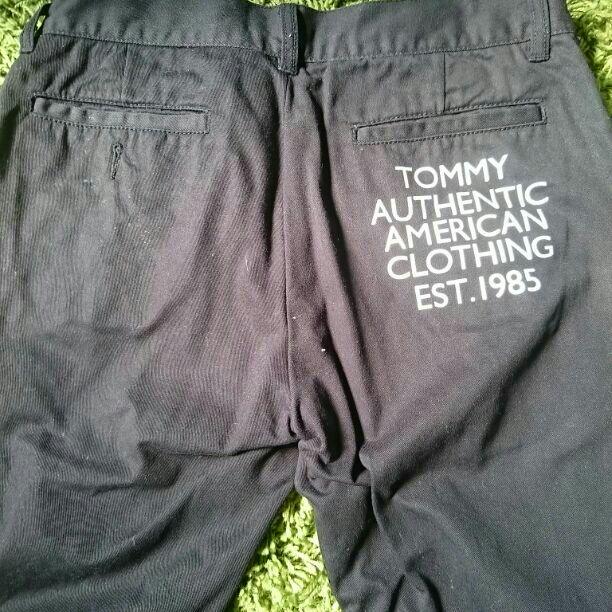 TOMMY
AUTHENTIC
AMERICAN
CLOTHING
EST.1985